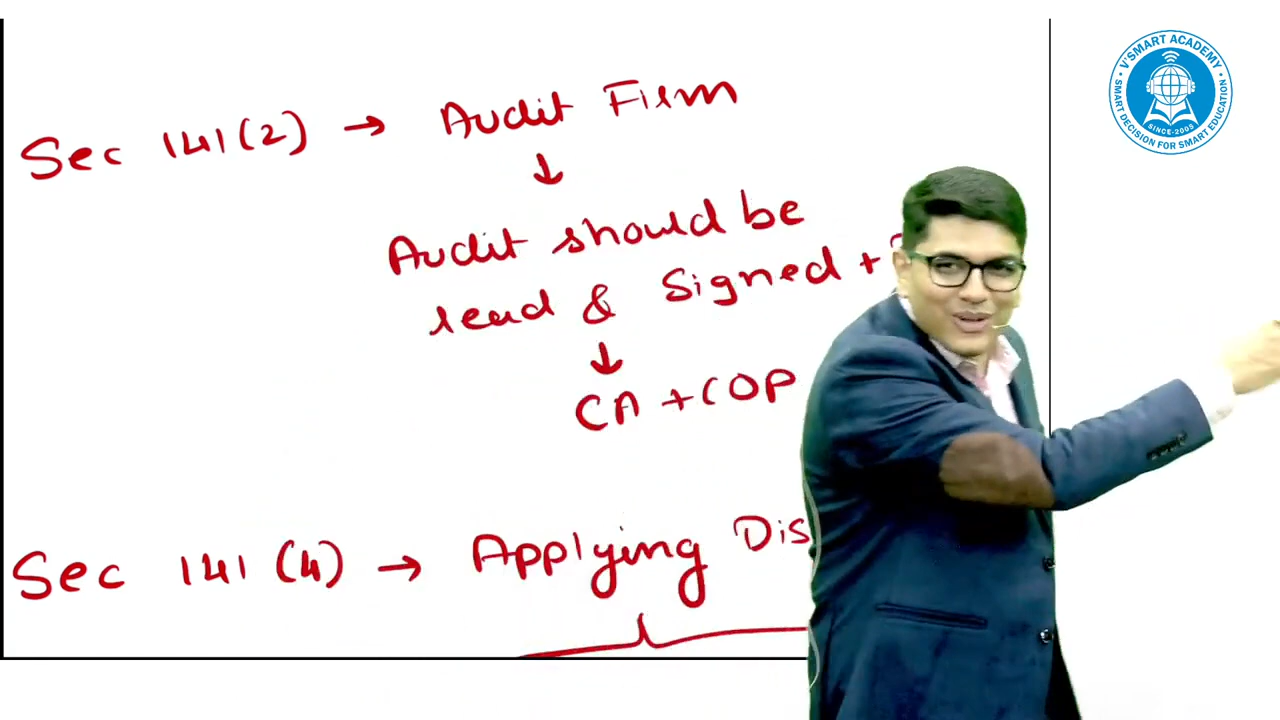 Sec 141(2) → Audit Firm
↓
Audit should be
lead & Signed +
↓
CA + COP
Sec 141 (4) → Applying Dis
V'SMART ACADEMY
SMART DECISION FOR SMART EDUCATION
SINCE-2005